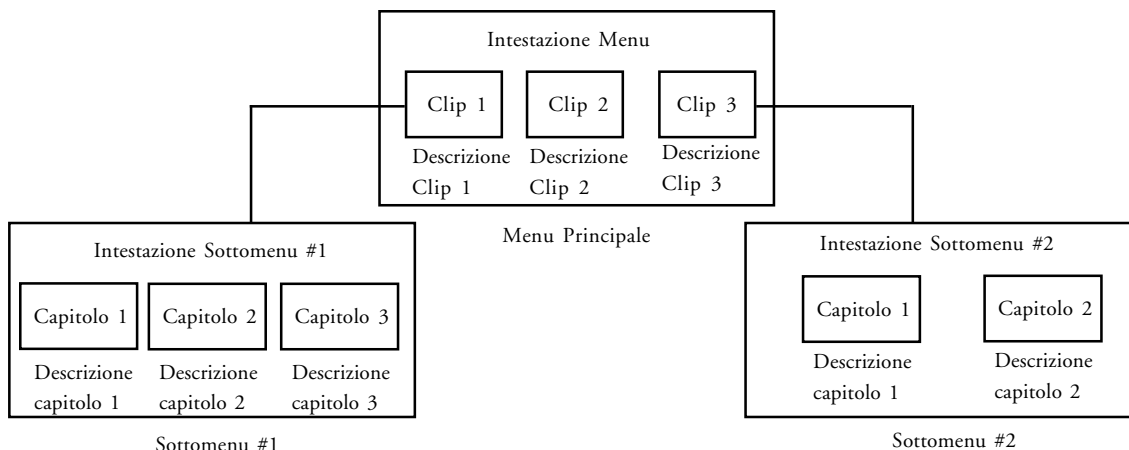 Intestazione Menu
Clip 1
Clip 2
Clip 3
Descrizione
Clip 1
Descrizione
Clip 2
Descrizione
Clip 3
Menu Principale
Intestazione Sottomenu #1
Capitolo 1
Capitolo 2
Capitolo 3
Descrizione
capitolo 1
Descrizione
capitolo 2
Descrizione
capitolo 3
Sottomenu #1
Intestazione Sottomenu #2
Capitolo 1
Capitolo 2
Descrizione
capitolo 1
Descrizione
capitolo 2
Sottomenu #2